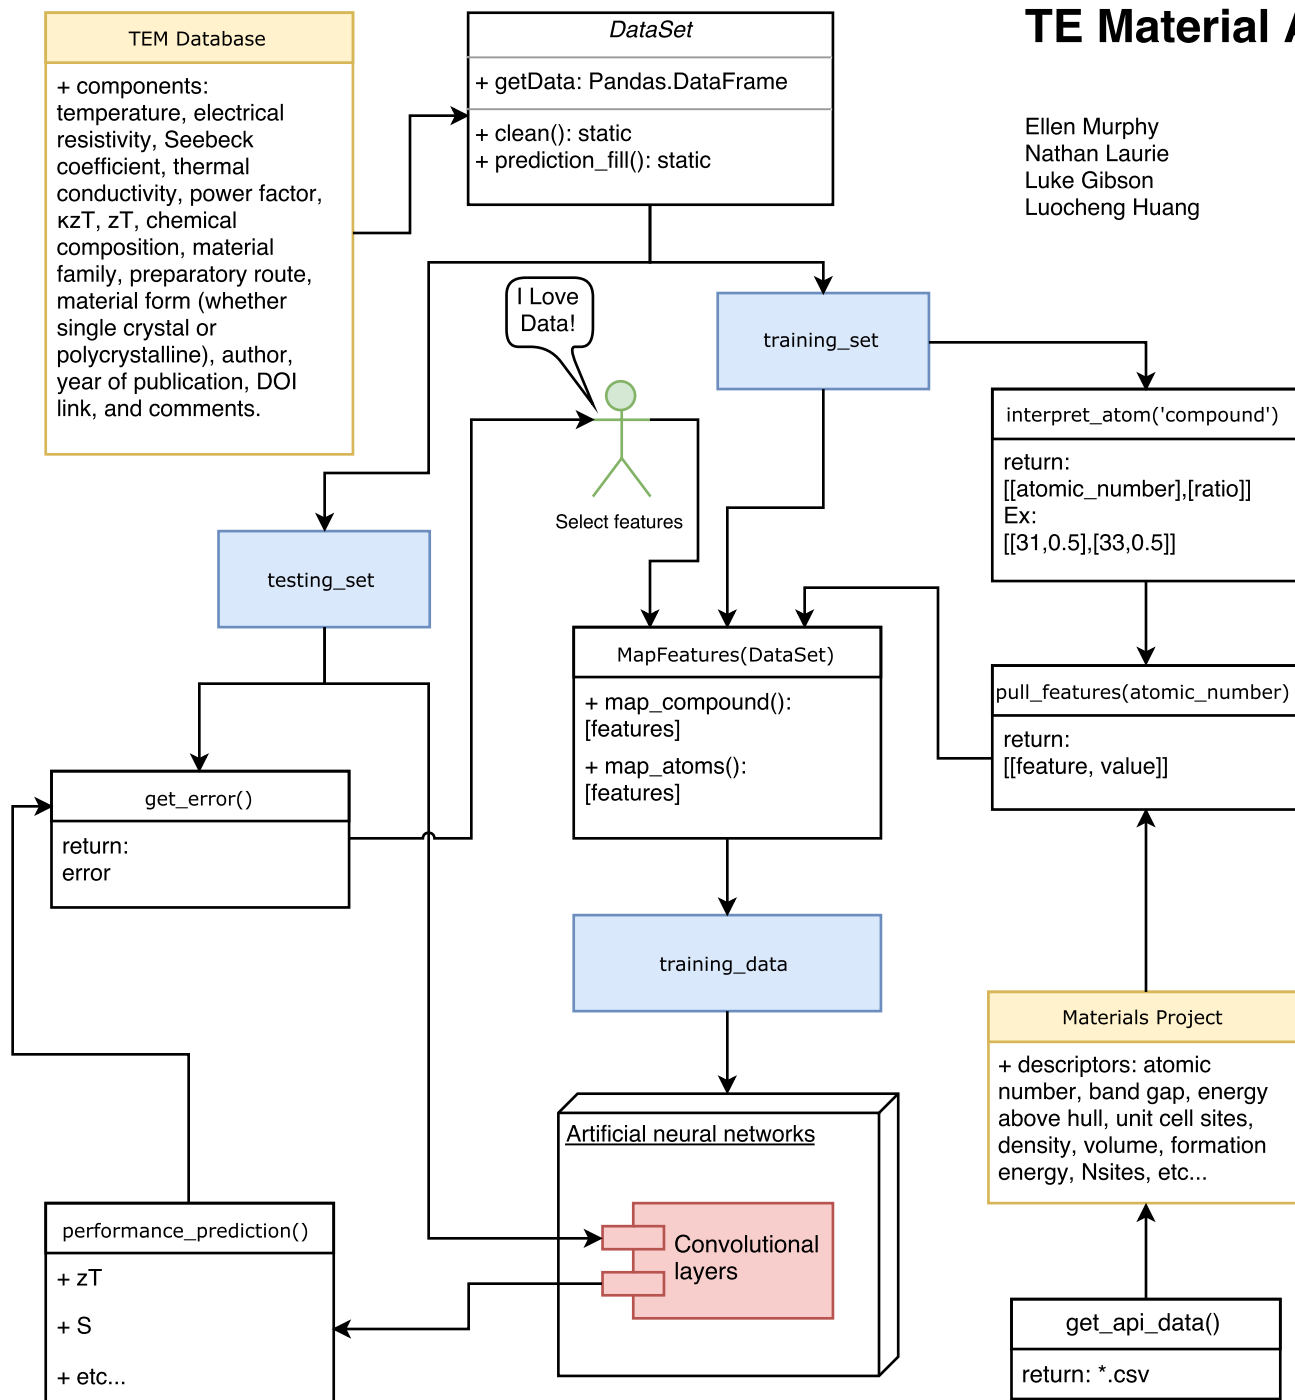 TE Material A
Ellen Murphy
Nathan Laurie
Luke Gibson
Luocheng Huang
TEM Database
+ components:
temperature, electrical
resistivity, Seebeck
coefficient, thermal
conductivity, power factor,
κzT, zT, chemical
composition, material
family, preparatory route,
material form (whether
single crystal or
polycrystalline), author,
year of publication, DOI
link, and comments.
DataSet
+ getData: Pandas.DataFrame
+ clean(): static
+ prediction_fill(): static
I Love
Data!
Select features
training_set
interpret_atom('compound')
return:
[[atomic_number],[ratio]]
Ex:
[[31,0.5],[33,0.5]]
testing_set
MapFeatures(DataSet)
+ map_compound():
[features]
+ map_atoms():
[features]
pull_features(atomic_number)
return:
[[feature, value]]
get_error()
return:
error
training_data
Materials Project
+ descriptors: atomic
number, band gap, energy
above hull, unit cell sites,
density, volume, formation
energy, Nsites, etc...
Artificial neural networks
Convolutional
layers
performance_prediction()
+ zT
+ S
+ etc...
get_api_data()
return: *.csv